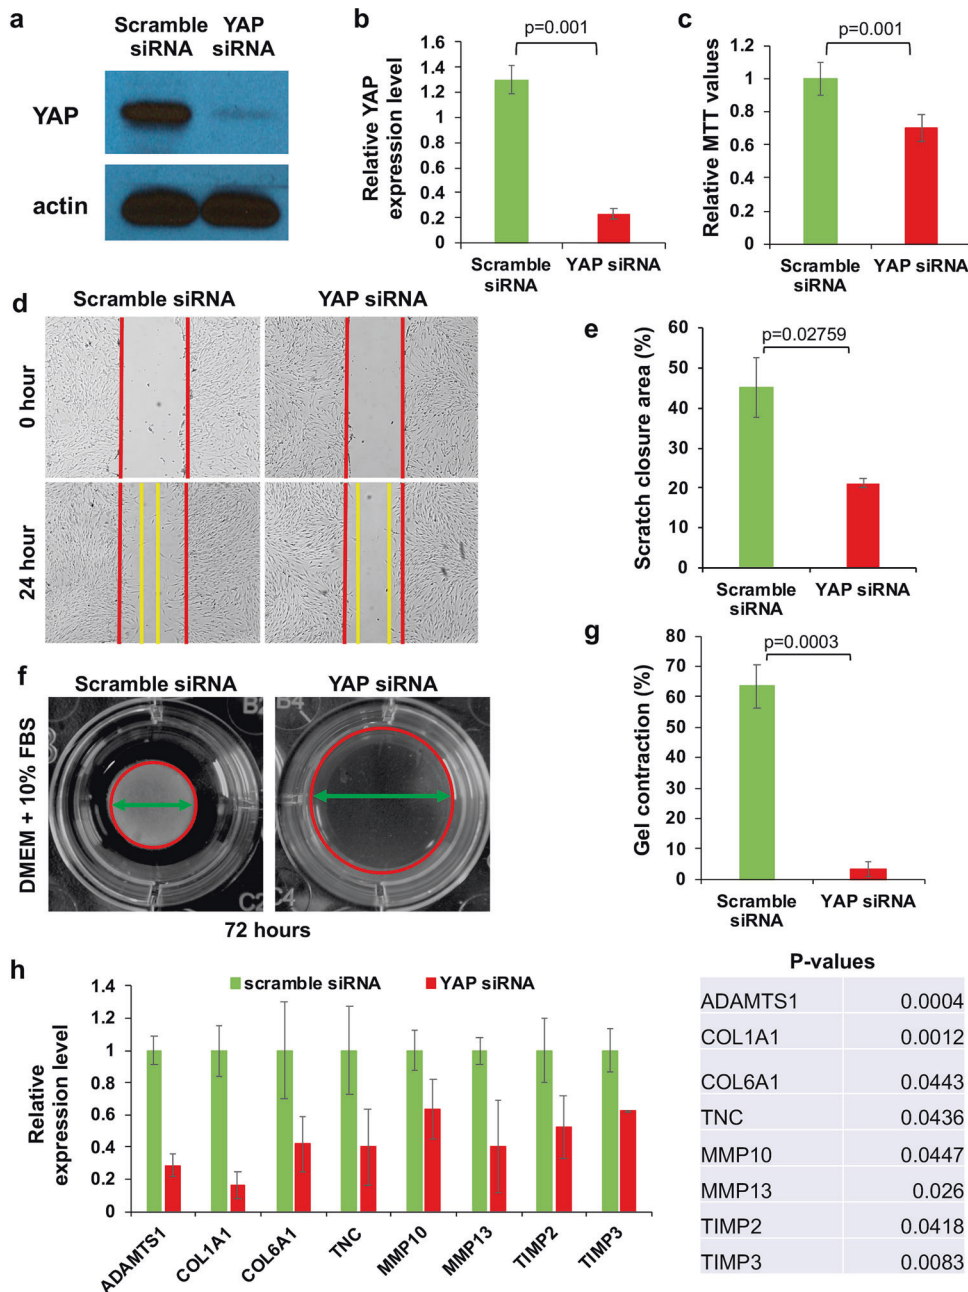 a
Scramble siRNA
YAP siRNA
YAP
actin
b
p=0.001
Relative YAP expression level
1.6
1.4
1.2
1
0.8
0.6
0.4
0.2
0
Scramble siRNA
YAP siRNA
c
p=0.001
Relative MTT values
1.2
1
0.8
0.6
0.4
0.2
0
Scramble siRNA
YAP siRNA
d
Scramble siRNA
YAP siRNA
0 hour
24 hour
e
p=0.02759
Scratch closure area (%)
60
50
40
30
20
10
0
Scramble siRNA
YAP siRNA
f
Scramble siRNA
YAP siRNA
DMEM + 10% FBS
B2
B4
C2
C4
72 hours
g
p=0.0003
Gel contraction (%)
80
70
60
50
40
30
20
10
0
Scramble siRNA
YAP siRNA
h
scramble siRNA
YAP siRNA
Relative expression level
1.4
1.2
1
0.8
0.6
0.4
0.2
0
ADAMTS1
COL1A1
COL6A1
TNC
MMP10
MMP13
TIMP2
TIMP3
P-values
ADAMTS1 0.0004
COL1A1 0.0012
COL6A1 0.0443
TNC 0.0436
MMP10 0.0447
MMP13 0.026
TIMP2 0.0418
TIMP3 0.0083